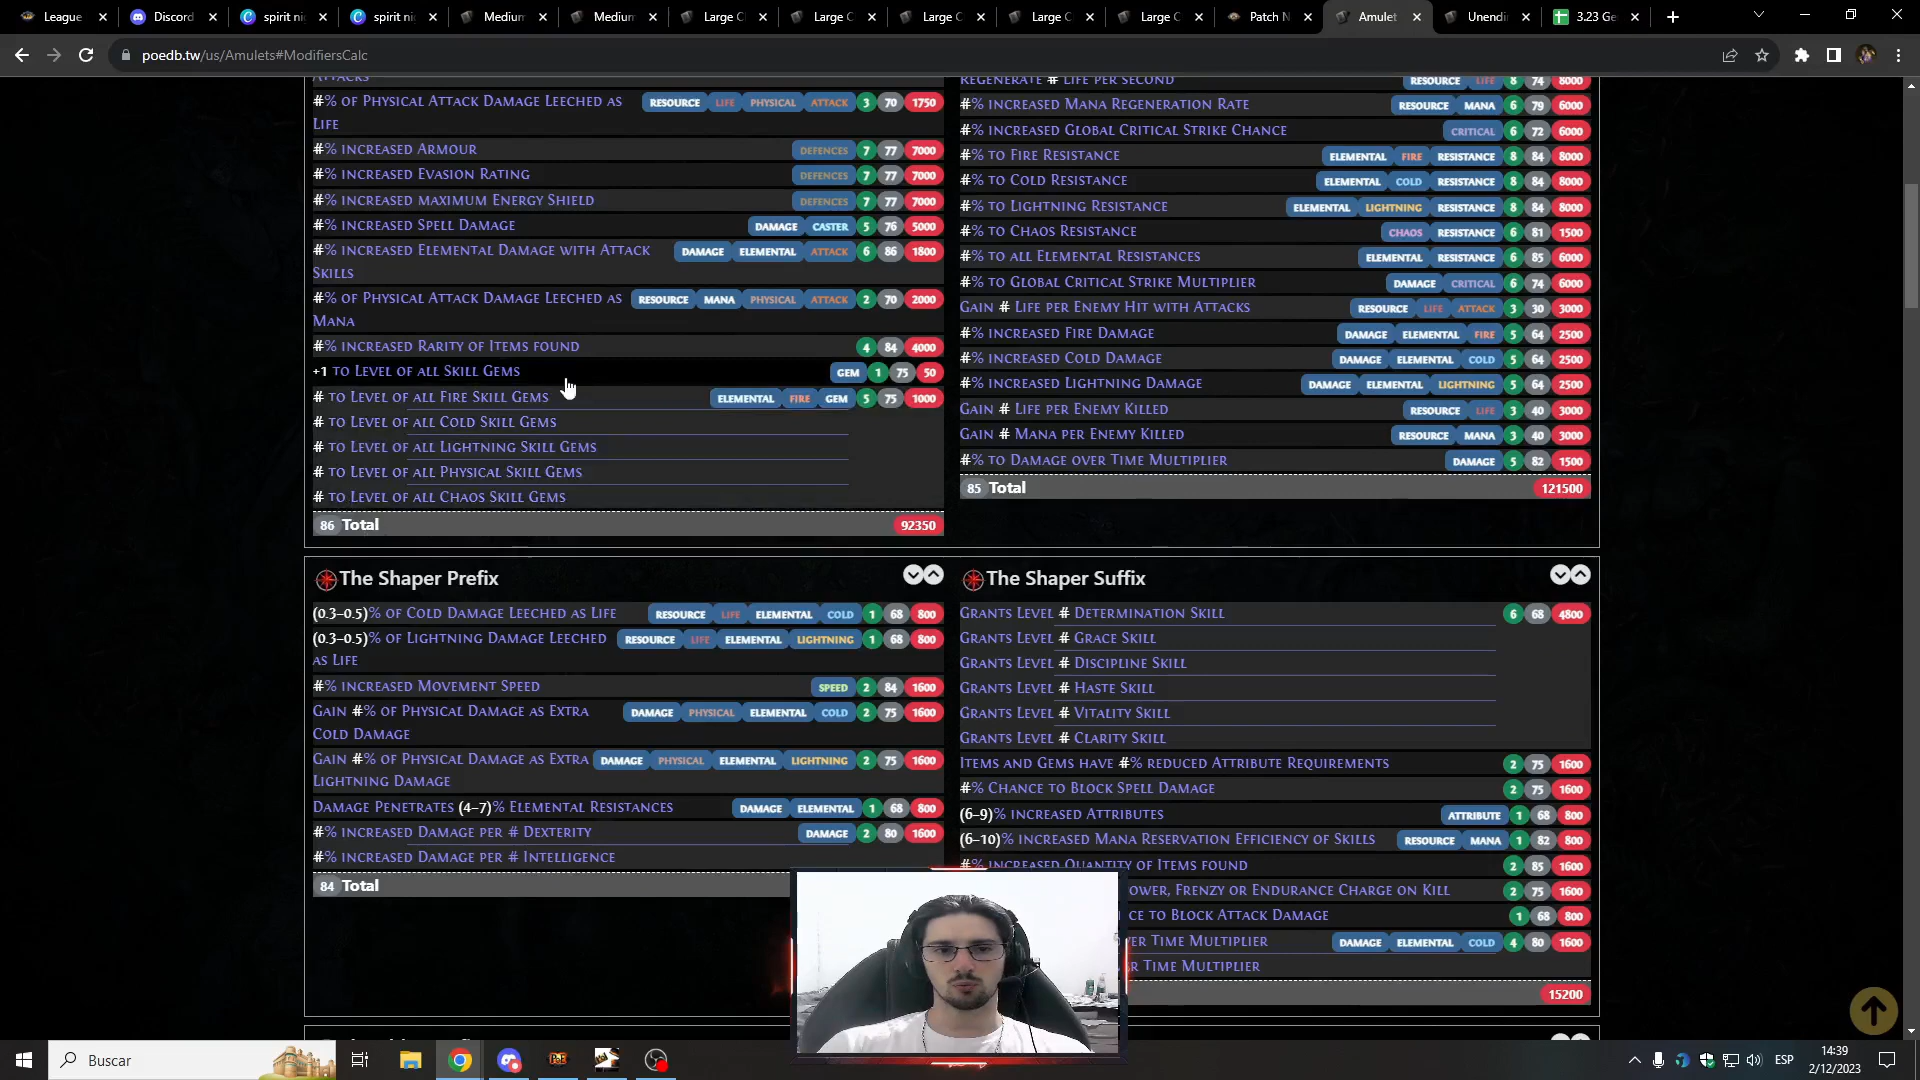 League
Discord
spirit ni
spirit ni
Medium
Medium
Large C
Large C
Large C
Large C
Large C
Patch N
Amulet
Unendin
3.23 Ge
poedb.tw/us/Amulets#ModifiersCalc
Attacks
#% of Physical Attack Damage Leeched as Life RESOURCE LIFE PHYSICAL ATTACK 3 70 1750
#% increased Armour DEFENCES 7 77 7000
#% increased Evasion Rating DEFENCES 7 77 7000
#% increased maximum Energy Shield DEFENCES 7 77 7000
#% increased Spell Damage DAMAGE CASTER 5 76 5000
#% increased Elemental Damage with Attack Skills DAMAGE ELEMENTAL ATTACK 6 86 1800
#% of Physical Attack Damage Leeched as Mana RESOURCE MANA PHYSICAL ATTACK 2 70 2000
#% increased Rarity of Items found 4 84 4000
+1 to Level of all Skill Gems GEM 1 75 50
# to Level of all Fire Skill Gems ELEMENTAL FIRE GEM 5 75 1000
# to Level of all Cold Skill Gems
# to Level of all Lightning Skill Gems
# to Level of all Physical Skill Gems
# to Level of all Chaos Skill Gems
86 Total 92350
Regenerate # Life per second RESOURCE LIFE 8 74 8000
#% increased Mana Regeneration Rate RESOURCE MANA 6 79 6000
#% increased Global Critical Strike Chance CRITICAL 6 72 6000
#% to Fire Resistance ELEMENTAL FIRE RESISTANCE 8 84 8000
#% to Cold Resistance ELEMENTAL COLD RESISTANCE 8 84 8000
#% to Lightning Resistance ELEMENTAL LIGHTNING RESISTANCE 8 84 8000
#% to Chaos Resistance CHAOS RESISTANCE 6 81 1500
#% to all Elemental Resistances ELEMENTAL RESISTANCE 6 85 6000
#% to Global Critical Strike Multiplier DAMAGE CRITICAL 6 74 6000
Gain # Life per Enemy Hit with Attacks RESOURCE LIFE ATTACK 3 30 3000
#% increased Fire Damage DAMAGE ELEMENTAL FIRE 5 64 2500
#% increased Cold Damage DAMAGE ELEMENTAL COLD 5 64 2500
#% increased Lightning Damage DAMAGE ELEMENTAL LIGHTNING 5 64 2500
Gain # Life per Enemy Killed RESOURCE LIFE 3 40 3000
Gain # Mana per Enemy Killed RESOURCE MANA 3 40 3000
#% to Damage over Time Multiplier DAMAGE 5 82 1500
85 Total 121500
The Shaper Prefix
(0.3–0.5)% of Cold Damage Leeched as Life RESOURCE LIFE ELEMENTAL COLD 1 68 800
(0.3–0.5)% of Lightning Damage Leeched as Life RESOURCE LIFE ELEMENTAL LIGHTNING 1 68 800
#% increased Movement Speed SPEED 2 84 1600
Gain #% of Physical Damage as Extra Cold Damage DAMAGE PHYSICAL ELEMENTAL COLD 2 75 1600
Gain #% of Physical Damage as Extra Lightning Damage DAMAGE PHYSICAL ELEMENTAL LIGHTNING 2 75 1600
Damage Penetrates (4–7)% Elemental Resistances DAMAGE ELEMENTAL 1 68 800
#% increased Damage per # Dexterity DAMAGE 2 80 1600
#% increased Damage per # Intelligence
84 Total
The Shaper Suffix
Grants Level # Determination Skill 6 68 4800
Grants Level # Grace Skill
Grants Level # Discipline Skill
Grants Level # Haste Skill
Grants Level # Vitality Skill
Grants Level # Clarity Skill
Items and Gems have #% reduced Attribute Requirements 2 75 1600
#% Chance to Block Spell Damage 2 75 1600
(6–9)% increased Attributes ATTRIBUTE 1 68 800
(6–10)% increased Mana Reservation Efficiency of Skills RESOURCE MANA 1 82 800
#% increased Quantity of Items found 2 85 1600
ower, Frenzy or Endurance Charge on Kill 2 75 1600
ce to Block Attack Damage 1 68 800
er Time Multiplier DAMAGE ELEMENTAL COLD 4 80 1600
r Time Multiplier
15200
Buscar
ESP
14:39
2/12/2023